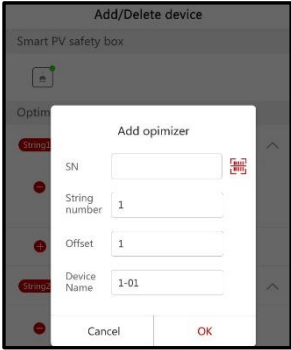 Add/Delete device
Smart PV safety box
Optim
String1
Add opimizer
SN
String
number
1
Offset
1
Device
Name
1-01
String2
Cancel
OK